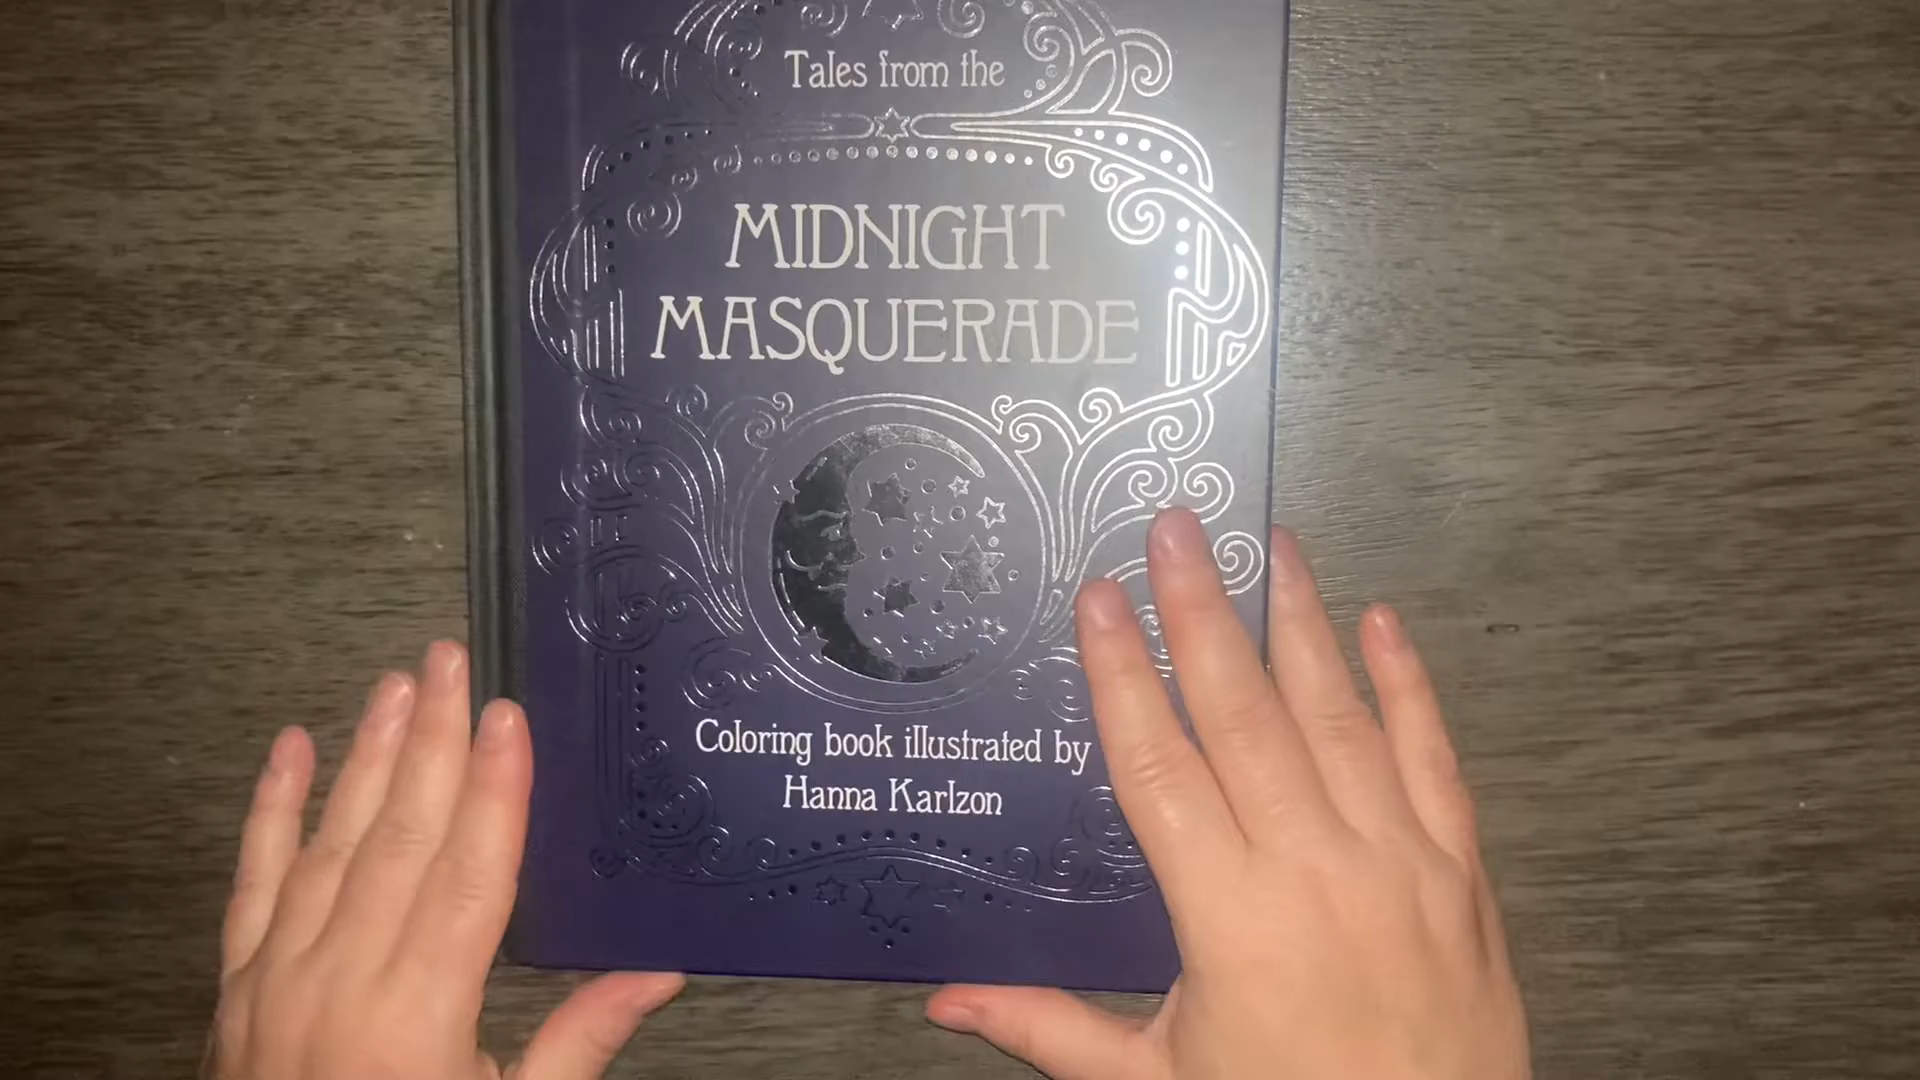 Tales from the
MIDNIGHT
MASQUERADE
Coloring book illustrated by
Hanna Karlzon